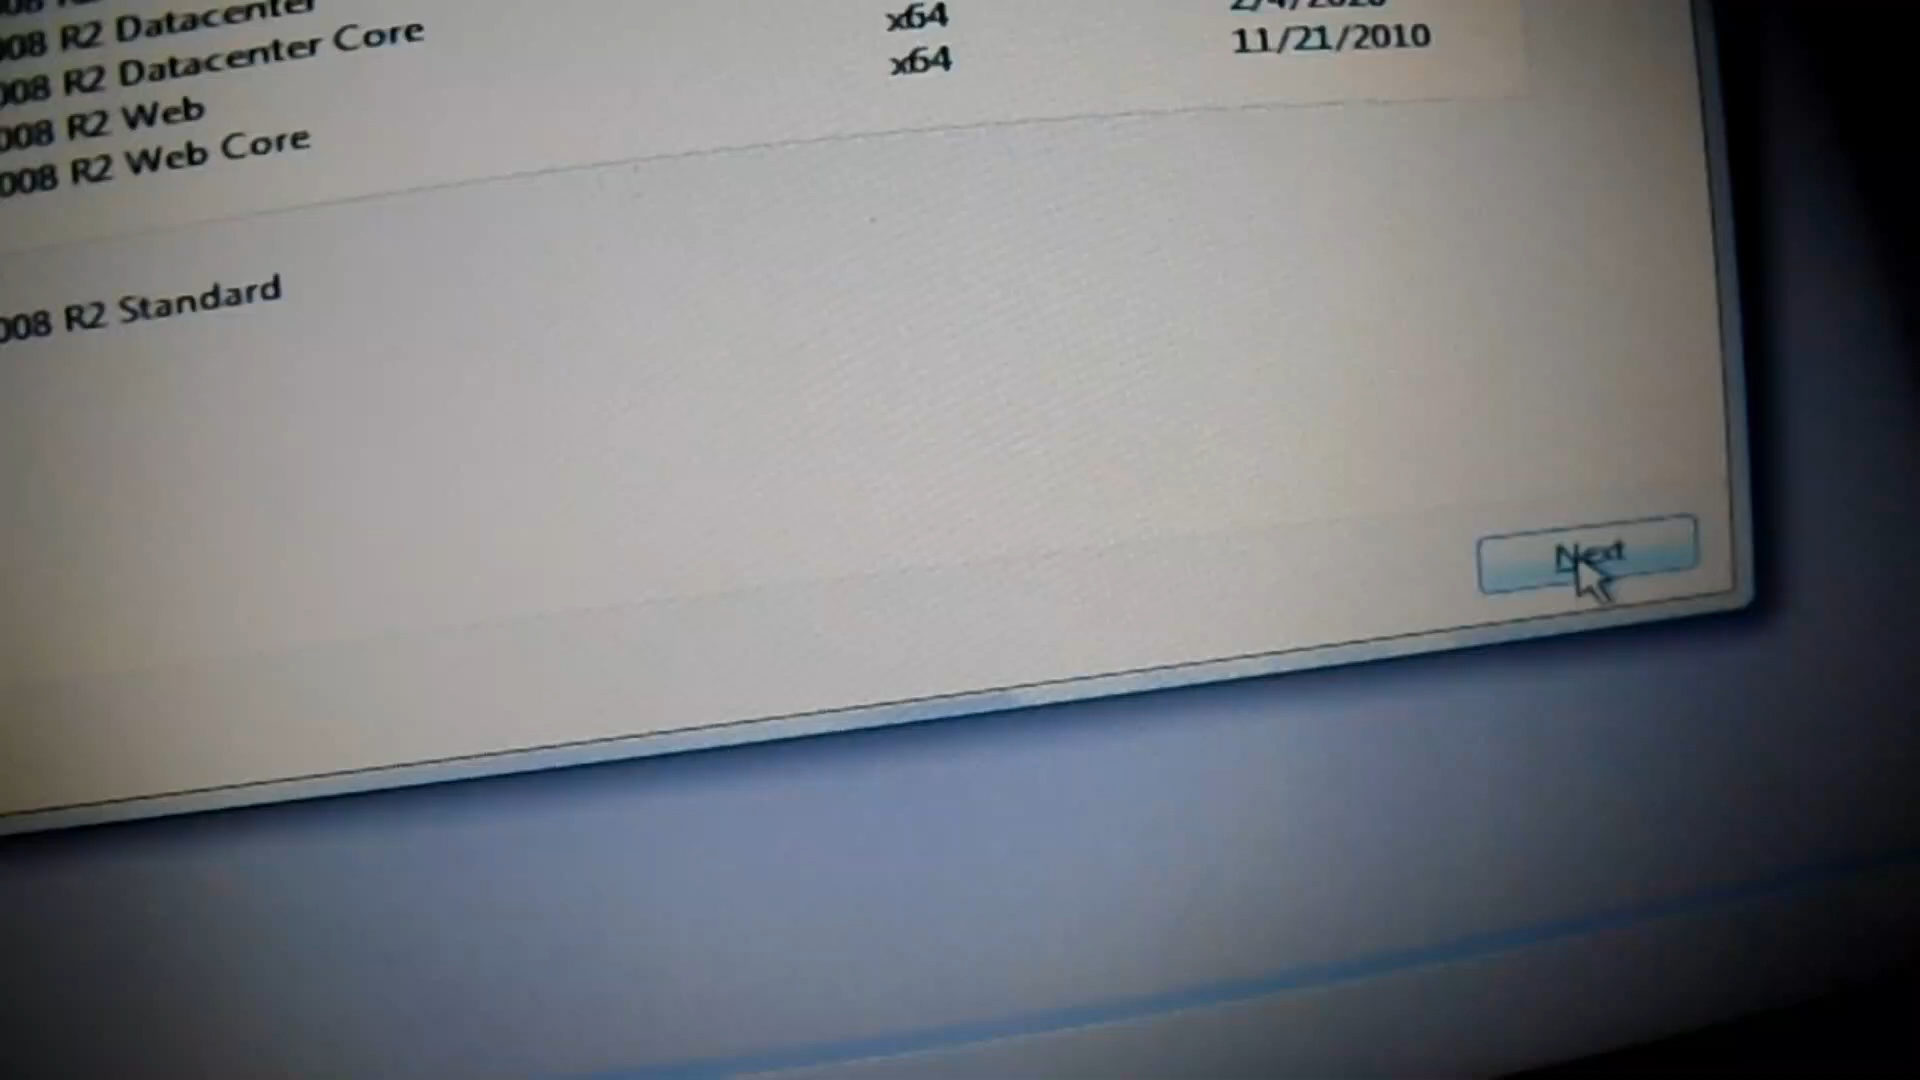 008 R2 Datacenter x64
008 R2 Datacenter Core x64 11/21/2010
008 R2 Web
008 R2 Web Core
008 R2 Standard
Next